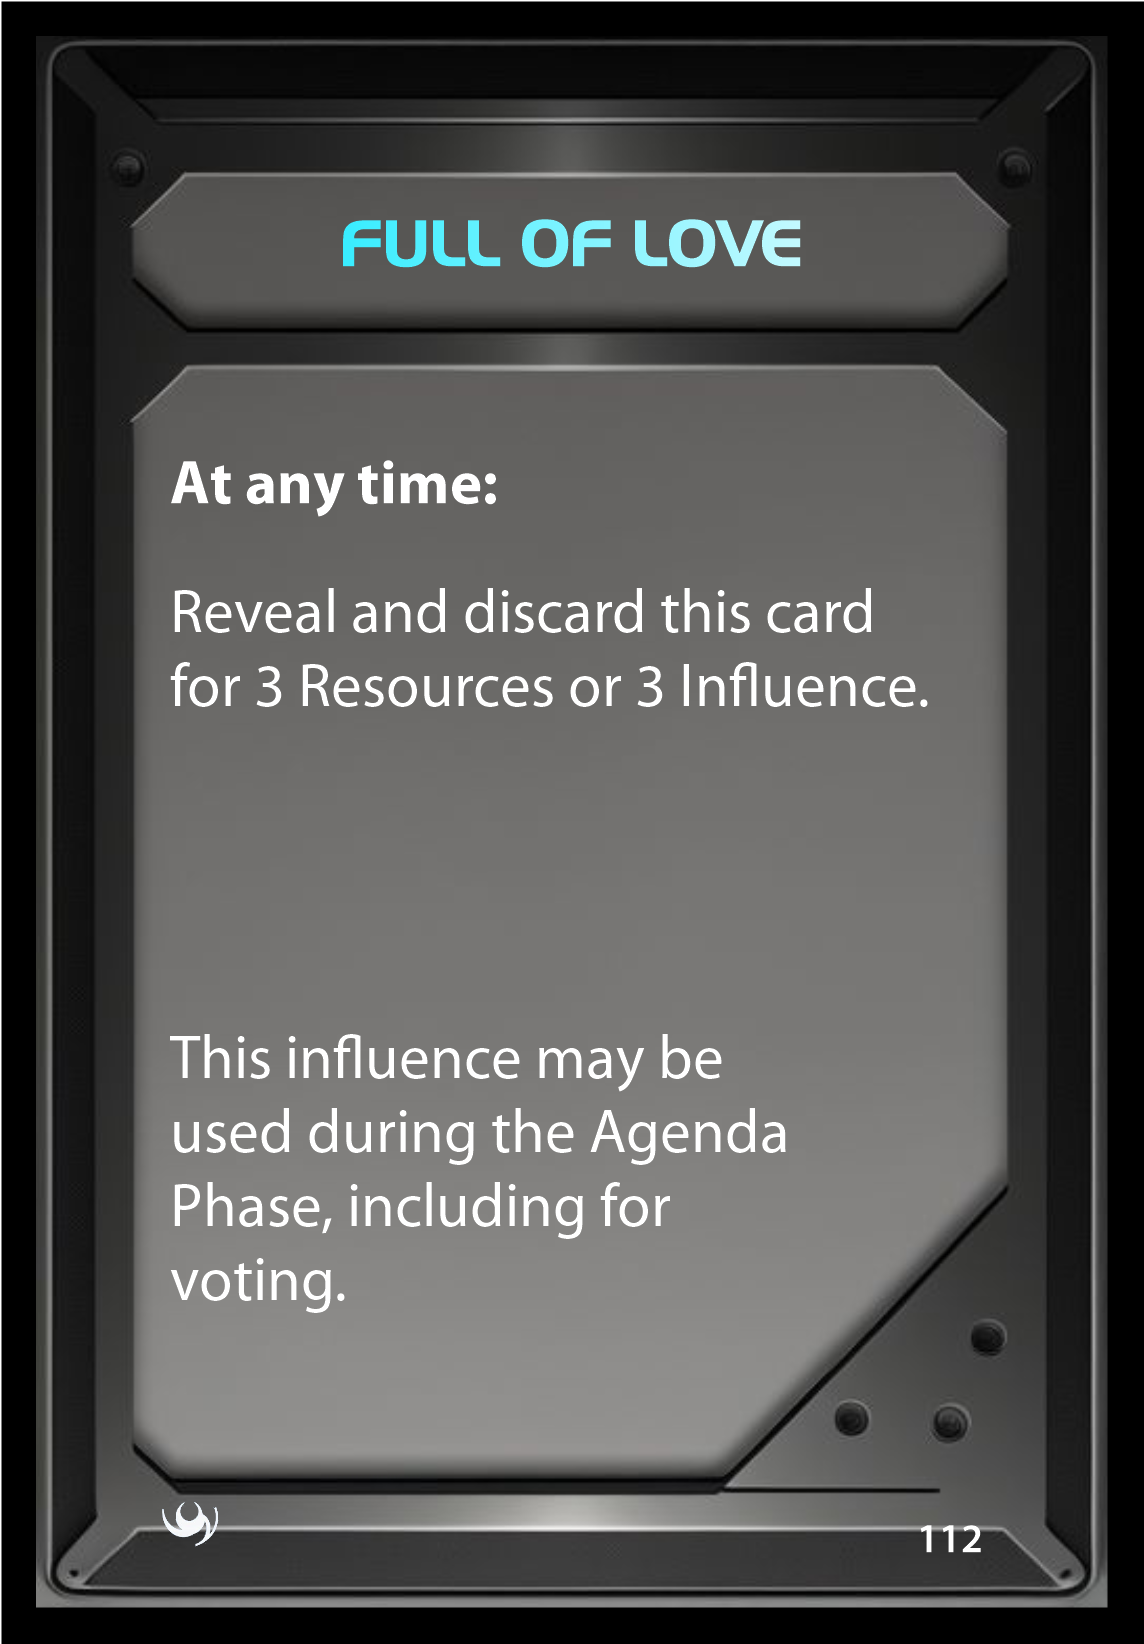 FULL OF LOVE
At any time:
Reveal and discard this card
for 3 Resources or 3 Influence.
This influence may be
used during the Agenda
Phase, including for
voting.
112